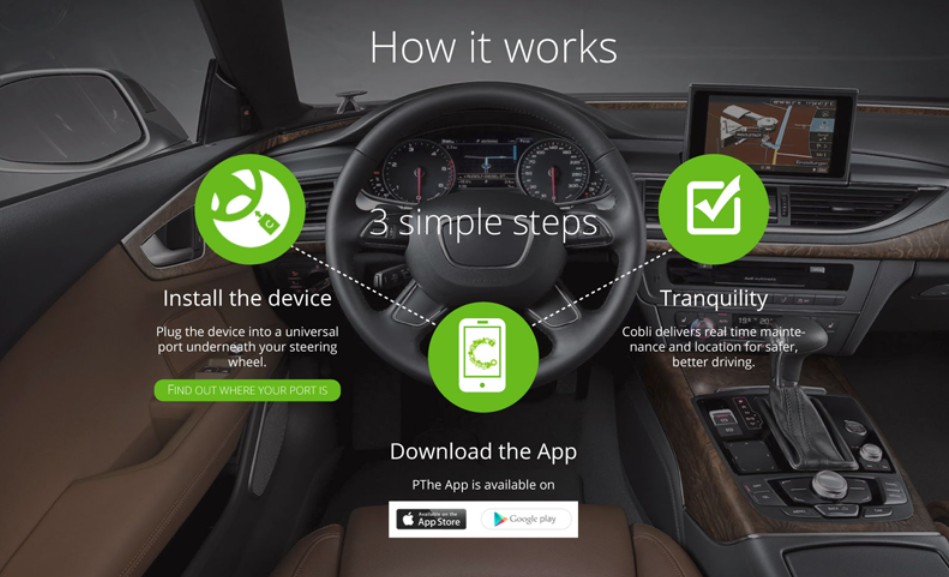 How it works
3 simple steps
Install the device
Plug the device into a universal
port underneath your steering
wheel.
FIND OUT WHERE YOUR PORT IS
Download the App
PThe App is available on
Available on the
App Store
Google play
Tranquility
Cobli delivers real time mainte-
nance and location for safer,
better driving.